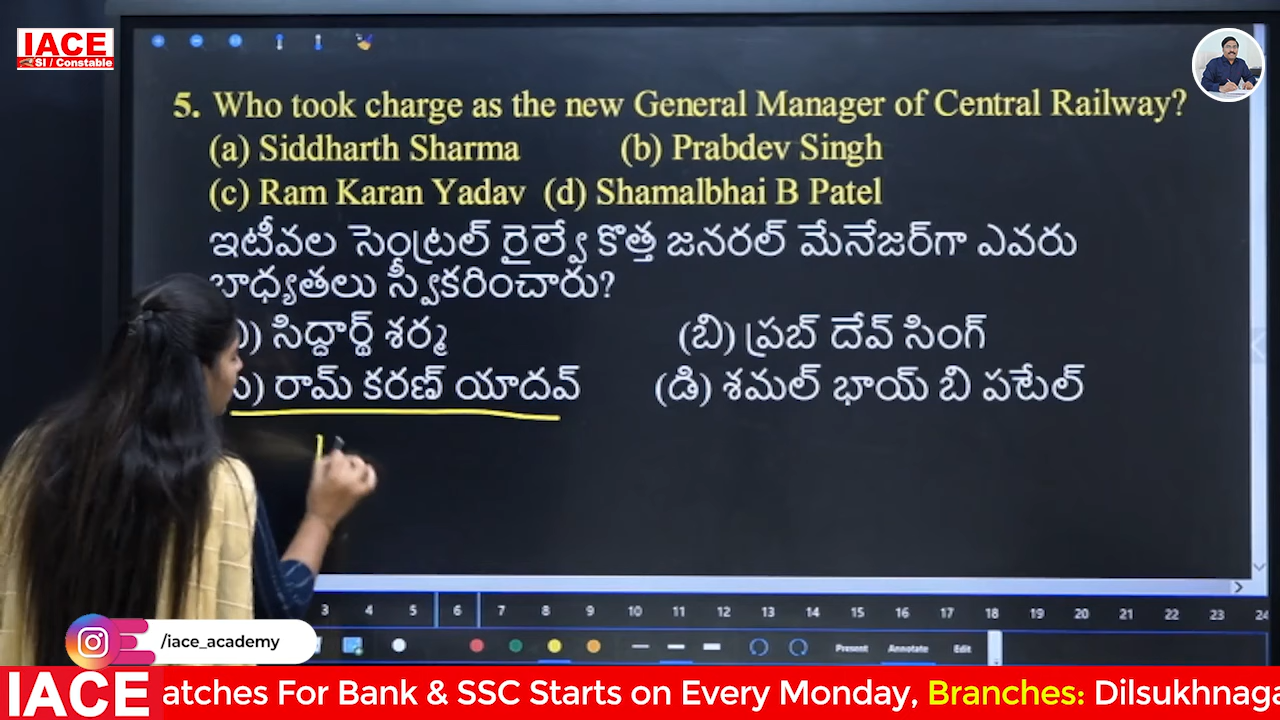 IACE
SI / Constable
5. Who took charge as the new General Manager of Central Railway?
(a) Siddharth Sharma (b) Prabdev Singh
(c) Ram Karan Yadav (d) Shamalbhai B Patel
ఇటీవల సెంట్రల్ రైల్వే కొత్త జనరల్ మేనేజర్‌గా ఎవరు
బాధ్యతలు స్వీకరించారు?
సిద్ధార్థ్ శర్మ (బి) ప్రబ్ దేవ్ సింగ్
రామ్ కరణ్ యాదవ్ (డి) శమల్ భాయ్ బి పటేల్
3 4 5 6 7 8 9 10 11 12 13 14 15 16 17 18 19 20 21 22 23 24
Present Annotate Edit
/iace_academy
IACE atches For Bank & SSC Starts on Every Monday, Branches: Dilsukhnaga